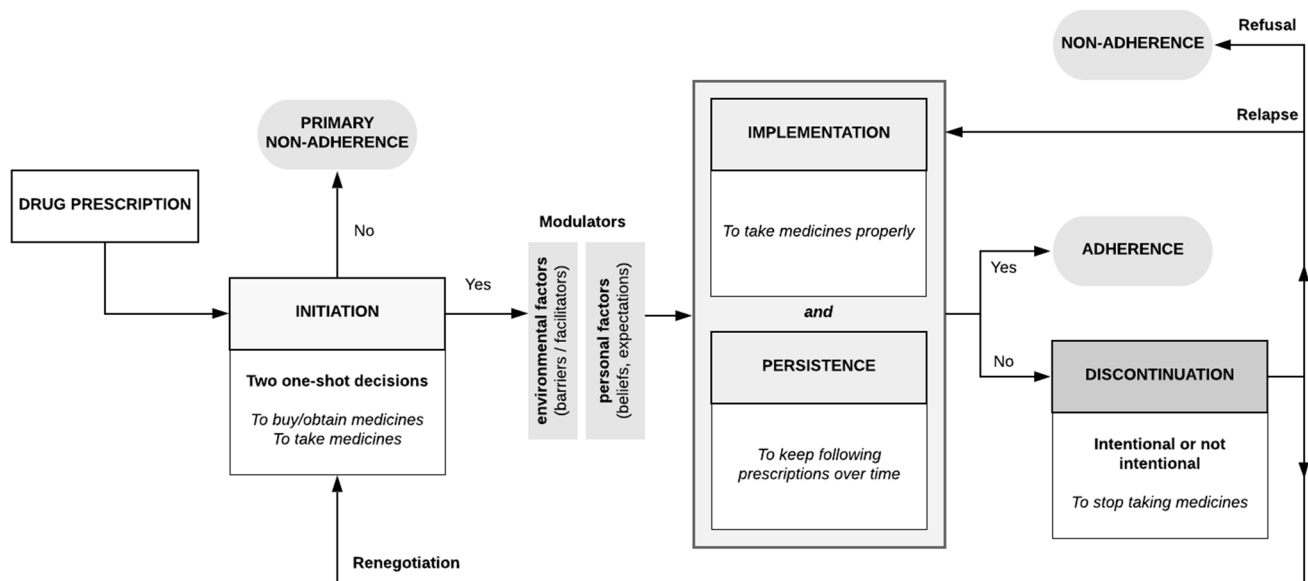 DRUG PRESCRIPTION
PRIMARY
NON-ADHERENCE
No
INITIATION
Two one-shot decisions
To buy/obtain medicines
To take medicines
Yes
Renegotiation
Modulators
environmental factors
(barriers / facilitators)
personal factors
(beliefs, expectations)
IMPLEMENTATION
To take medicines properly
and
PERSISTENCE
To keep following
prescriptions over time
Refusal
NON-ADHERENCE
Relapse
Yes
ADHERENCE
No
DISCONTINUATION
Intentional or not
intentional
To stop taking medicines